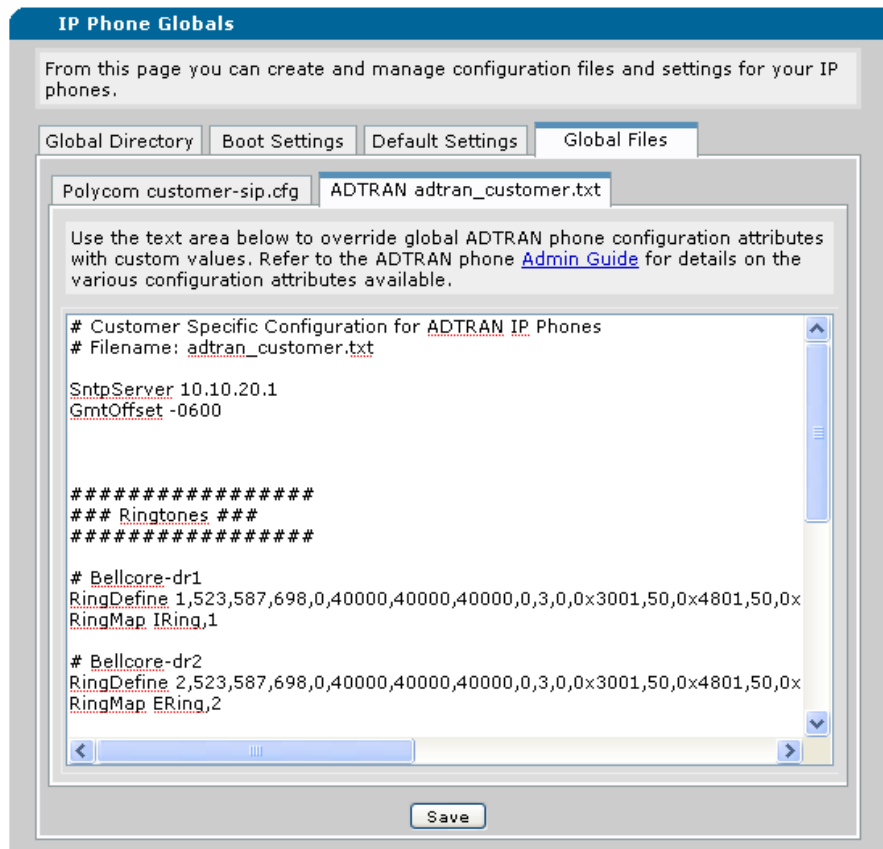 IP Phone Globals
From this page you can create and manage configuration files and settings for your IP
phones.
Global Directory Boot Settings Default Settings Global Files
Polycom customer-sip.cfg ADTRAN adtran_customer.txt
Use the text area below to override global ADTRAN phone configuration attributes
with custom values. Refer to the ADTRAN phone Admin Guide for details on the
various configuration attributes available.
# Customer Specific Configuration for ADTRAN IP Phones
# Filename: adtran_customer.txt
SntpServer 10.10.20.1
GmtOffset -0600
#################
### Ringtones ###
#################
# Bellcore-dr1
RingDefine 1,523,587,698,0,40000,40000,40000,0,3,0,0x3001,50,0x4801,50,0x
RingMap IRing,1
# Bellcore-dr2
RingDefine 2,523,587,698,0,40000,40000,40000,0,3,0,0x3001,50,0x4801,50,0x
RingMap ERing,2
Save